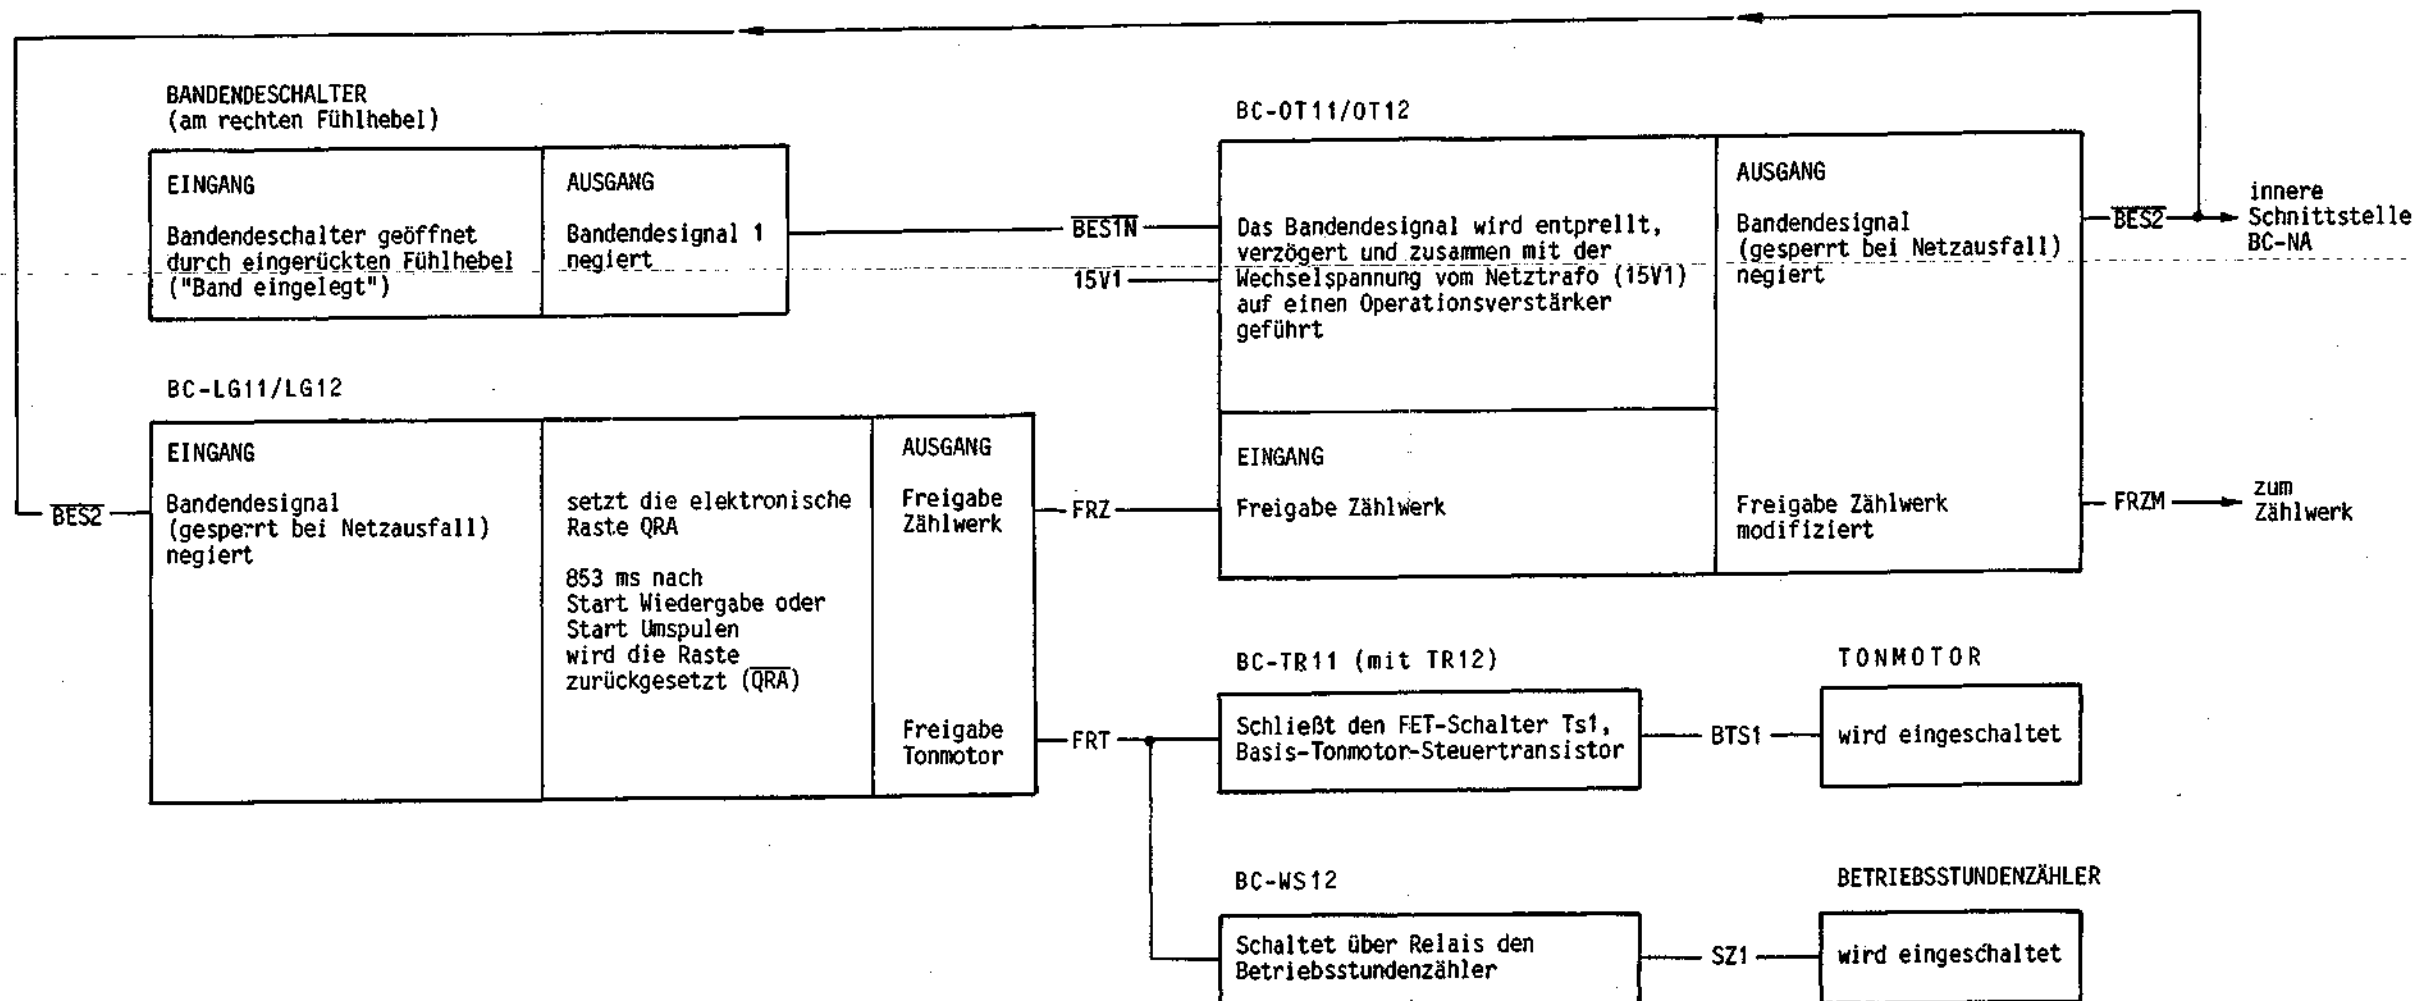 BANDENDESCHALTER
(am rechten Fühlhebel)
EINGANG
Bandendeschalter geöffnet
durch eingerückten Fühlhebel
("Band eingelegt")
AUSGANG
Bandendesignal 1
negiert
B̅E̅S̅1̅N̅
15V1
BC-OT11/OT12
Das Bandendesignal wird entprellt,
verzögert und zusammen mit der
Wechselspannung vom Netztrafo (15V1)
auf einen Operationsverstärker
geführt
AUSGANG
Bandendesignal
(gesperrt bei Netzausfall)
negiert
B̅E̅S̅2̅
innere
Schnittstelle
BC-NA
EINGANG
Freigabe Zählwerk
Freigabe Zählwerk
modifiziert
FRZM
zum
Zählwerk
BC-LG11/LG12
B̅E̅S̅2̅
EINGANG
Bandendesignal
(gesperrt bei Netzausfall)
negiert
setzt die elektronische
Raste QRA
853 ms nach
Start Wiedergabe oder
Start Umspulen
wird die Raste
zurückgesetzt (Q̅R̅A̅)
AUSGANG
Freigabe
Zählwerk
FRZ
Freigabe
Tonmotor
FRT
BC-TR11 (mit TR12)
Schließt den FET-Schalter Ts1,
Basis-Tonmotor-Steuertransistor
BTS1
TONMOTOR
wird eingeschaltet
BC-WS12
Schaltet über Relais den
Betriebsstundenzähler
SZ1
BETRIEBSSTUNDENZÄHLER
wird eingeschaltet